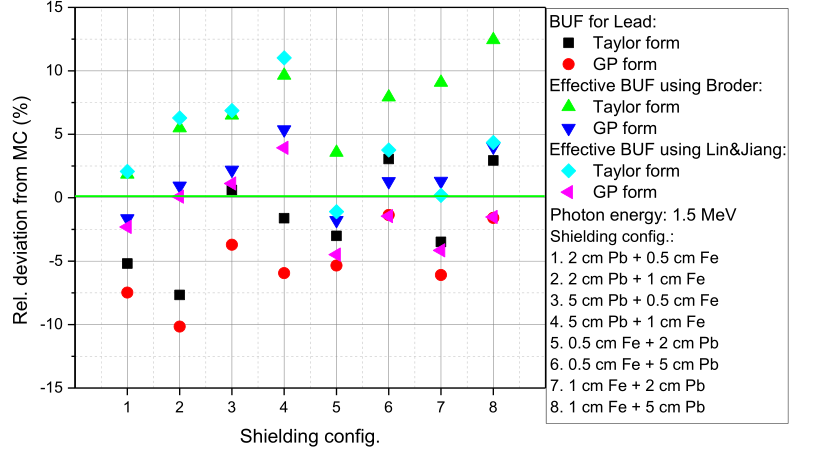 15
10
5
0
-5
-10
-15
Rel. deviation from MC (%)
1 2 3 4 5 6 7 8
Shielding config.
BUF for Lead:
Taylor form
GP form
Effective BUF using Broder:
Taylor form
GP form
Effective BUF using Lin&Jiang:
Taylor form
GP form
Photon energy: 1.5 MeV
Shielding config.:
1. 2 cm Pb + 0.5 cm Fe
2. 2 cm Pb + 1 cm Fe
3. 5 cm Pb + 0.5 cm Fe
4. 5 cm Pb + 1 cm Fe
5. 0.5 cm Fe + 2 cm Pb
6. 0.5 cm Fe + 5 cm Pb
7. 1 cm Fe + 2 cm Pb
8. 1 cm Fe + 5 cm Pb